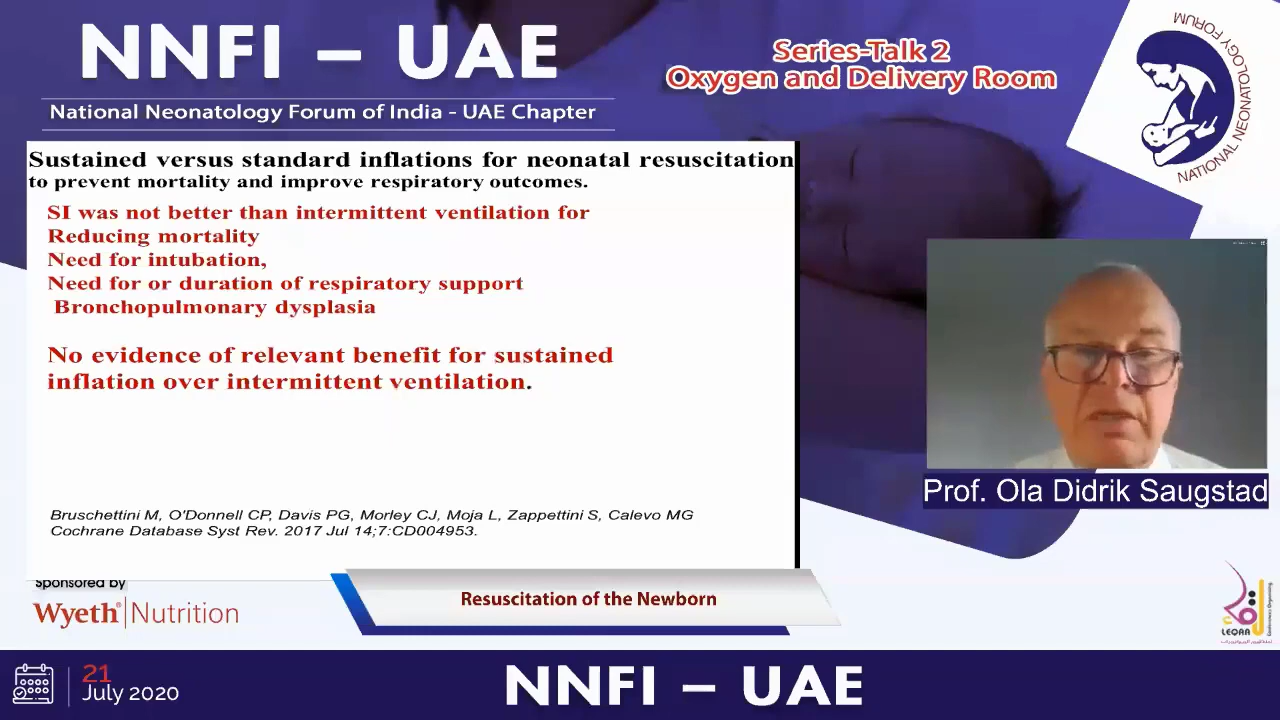 NNFI – UAE
National Neonatology Forum of India - UAE Chapter
Series-Talk 2
Oxygen and Delivery Room
NATIONAL NEONATOLOGY FORUM
Sustained versus standard inflations for neonatal resuscitation
to prevent mortality and improve respiratory outcomes.
SI was not better than intermittent ventilation for
Reducing mortality
Need for intubation,
Need for or duration of respiratory support
Bronchopulmonary dysplasia
No evidence of relevant benefit for sustained
inflation over intermittent ventilation.
Bruschettini M, O'Donnell CP, Davis PG, Morley CJ, Moja L, Zappettini S, Calevo MG
Cochrane Database Syst Rev. 2017 Jul 14;7:CD004953.
Prof. Ola Didrik Saugstad
Sponsored by
Wyeth® Nutrition
Resuscitation of the Newborn
LEQAA
21
July 2020
NNFI – UAE